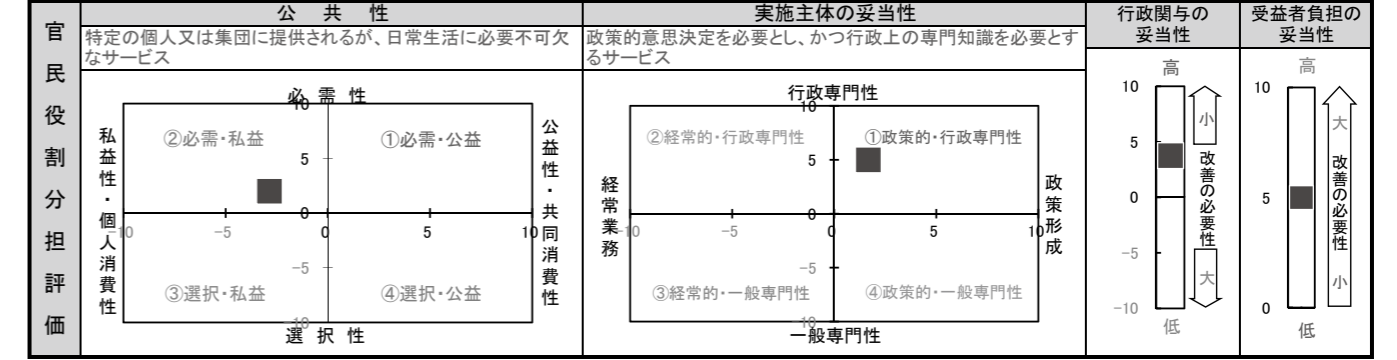 官民役割分担評価
公共性
特定の個人又は集団に提供されるが、日常生活に必要不可欠
なサービス
必需性
10
②必需・私益
①必需・公益
5
私益性・個人消費性
公益性・共同消費性
0
-10
-5
0
5
10
-5
③選択・私益
④選択・公益
-10
選択性
実施主体の妥当性
政策的意思決定を必要とし、かつ行政上の専門知識を必要とす
るサービス
行政専門性
10
②経常的・行政専門性
①政策的・行政専門性
5
経常業務
政策形成
0
-10
-5
0
5
10
-5
③経常的・一般専門性
④政策的・一般専門性
-10
一般専門性
行政関与の
妥当性
高
10
5
0
-5
-10
低
小
改善の必要性
大
受益者負担の
妥当性
高
10
5
0
低
大
改善の必要性
小